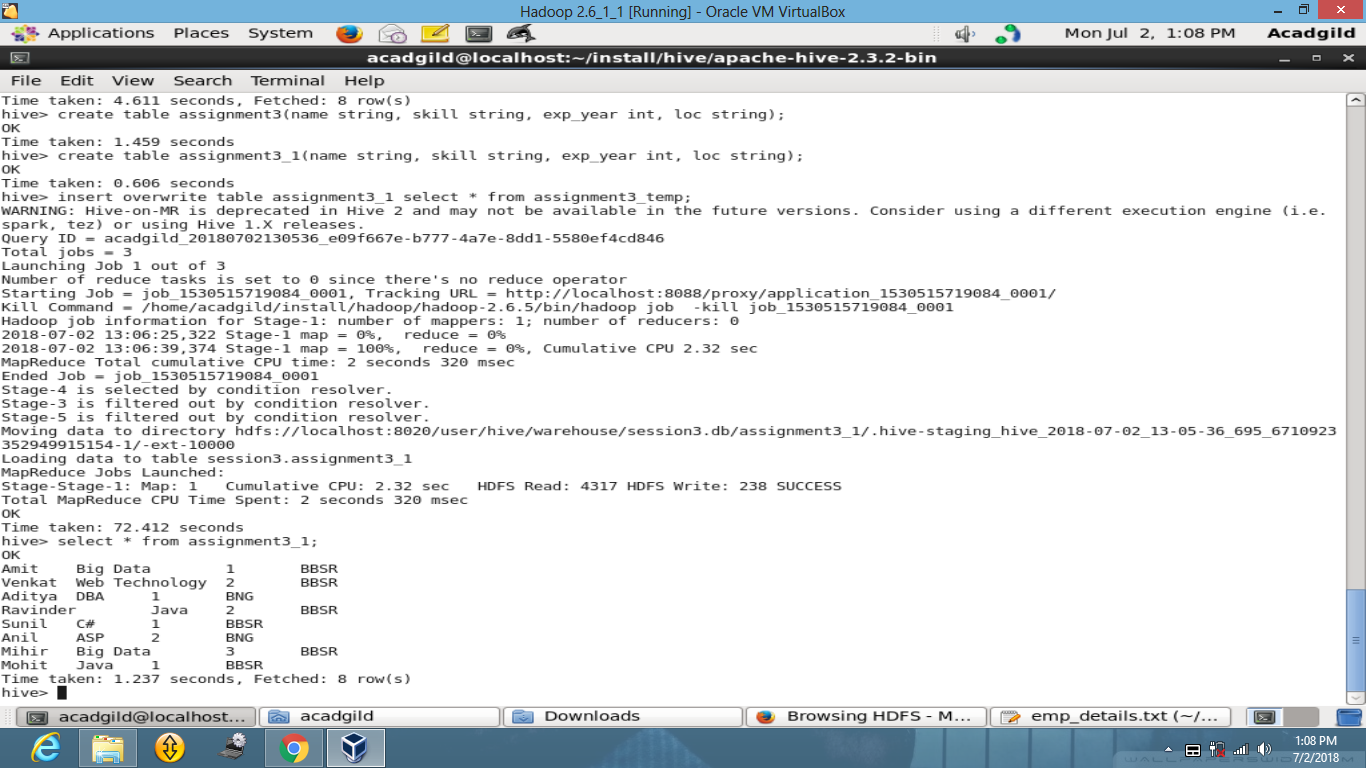 Hadoop 2.6_1_1 [Running] - Oracle VM VirtualBox
Applications Places System Mon Jul 2, 1:08 PM Acadgild
acadgild@localhost:~/install/hive/apache-hive-2.3.2-bin
File Edit View Search Terminal Help
Time taken: 4.611 seconds, Fetched: 8 row(s)
hive> create table assignment3(name string, skill string, exp_year int, loc string);
OK
Time taken: 1.459 seconds
hive> create table assignment3_1(name string, skill string, exp_year int, loc string);
OK
Time taken: 0.606 seconds
hive> insert overwrite table assignment3_1 select * from assignment3_temp;
WARNING: Hive-on-MR is deprecated in Hive 2 and may not be available in the future versions. Consider using a different execution engine (i.e.
spark, tez) or using Hive 1.X releases.
Query ID = acadgild_20180702130536_e09f667e-b777-4a7e-8dd1-5580ef4cd846
Total jobs = 3
Launching Job 1 out of 3
Number of reduce tasks is set to 0 since there's no reduce operator
Starting Job = job_1530515719084_0001, Tracking URL = http://localhost:8088/proxy/application_1530515719084_0001/
Kill Command = /home/acadgild/install/hadoop/hadoop-2.6.5/bin/hadoop job  -kill job_1530515719084_0001
Hadoop job information for Stage-1: number of mappers: 1; number of reducers: 0
2018-07-02 13:06:25,322 Stage-1 map = 0%,  reduce = 0%
2018-07-02 13:06:39,374 Stage-1 map = 100%,  reduce = 0%, Cumulative CPU 2.32 sec
MapReduce Total cumulative CPU time: 2 seconds 320 msec
Ended Job = job_1530515719084_0001
Stage-4 is selected by condition resolver.
Stage-3 is filtered out by condition resolver.
Stage-5 is filtered out by condition resolver.
Moving data to directory hdfs://localhost:8020/user/hive/warehouse/session3.db/assignment3_1/.hive-staging_hive_2018-07-02_13-05-36_695_6710923
352949915154-1/-ext-10000
Loading data to table session3.assignment3_1
MapReduce Jobs Launched:
Stage-Stage-1: Map: 1   Cumulative CPU: 2.32 sec   HDFS Read: 4317 HDFS Write: 238 SUCCESS
Total MapReduce CPU Time Spent: 2 seconds 320 msec
OK
Time taken: 72.412 seconds
hive> select * from assignment3_1;
OK
Amit Big Data 1 BBSR
Venkat Web Technology 2 BBSR
Aditya DBA 1 BNG
Ravinder Java 2 BBSR
Sunil C# 1 BBSR
Anil ASP 2 BNG
Mihir Big Data 3 BBSR
Mohit Java 1 BBSR
Time taken: 1.237 seconds, Fetched: 8 row(s)
hive>
acadgild@localhost:... acadgild Downloads Browsing HDFS - M... emp_details.txt (~/...
1:08 PM
7/2/2018